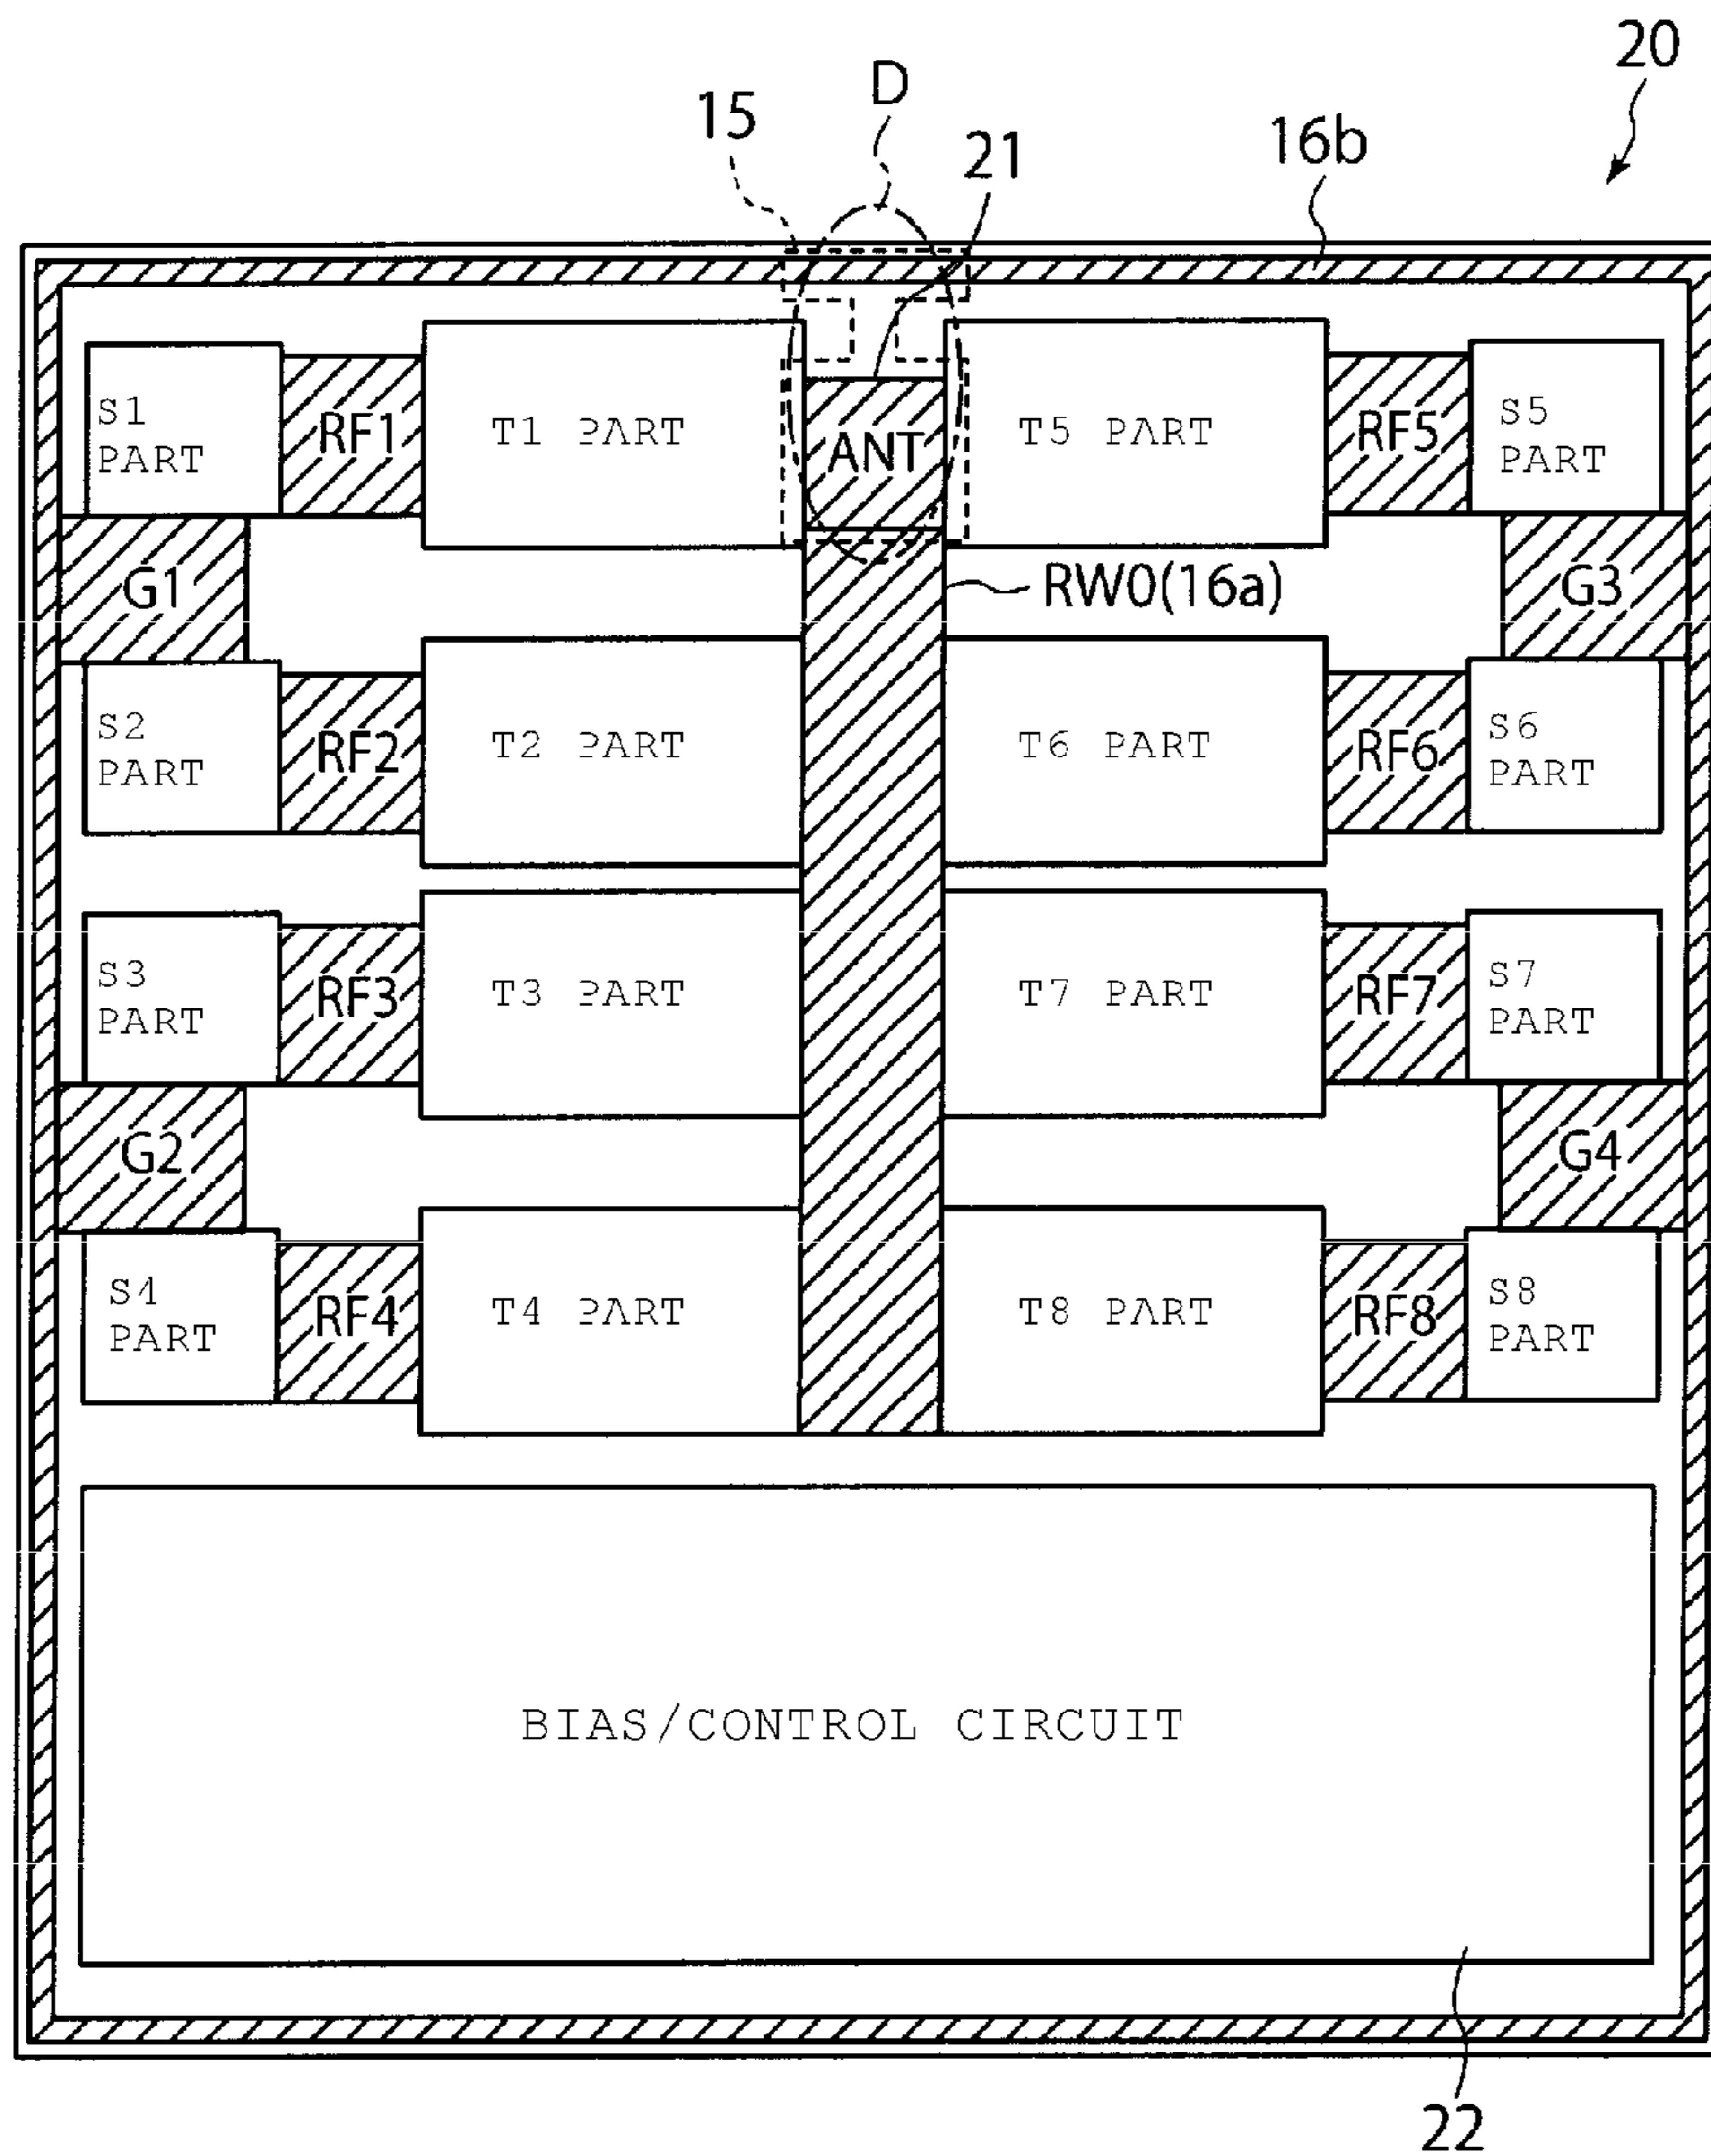 20
D
15
21
16b
S1
PART
RF1
T1 PART
ANT
T5 PART
RF5
S5
PART
G1
RW0(16a)
G3
S2
PART
RF2
T2 PART
T6 PART
RF6
S6
PART
S3
PART
RF3
T3 PART
T7 PART
RF7
S7
PART
G2
G4
S4
PART
RF4
T4 PART
T8 PART
RF8
S8
PART
BIAS/CONTROL CIRCUIT
22